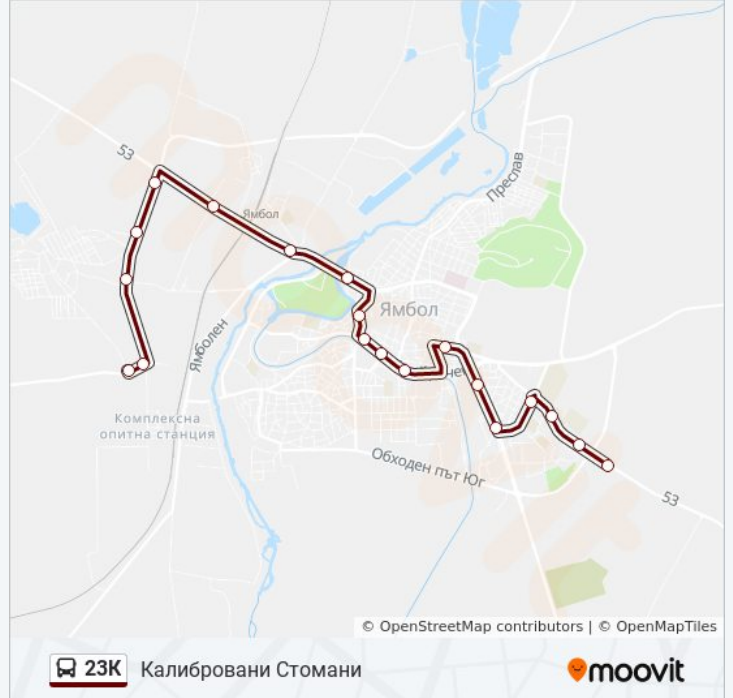 53
Преслав
Ямбол
Ямбол
Ямболен
Комплексна
опитна станция
Обходен път Юг
53
© OpenStreetMap contributors | © OpenMapTiles
23К Калибровани Стомани
moovit